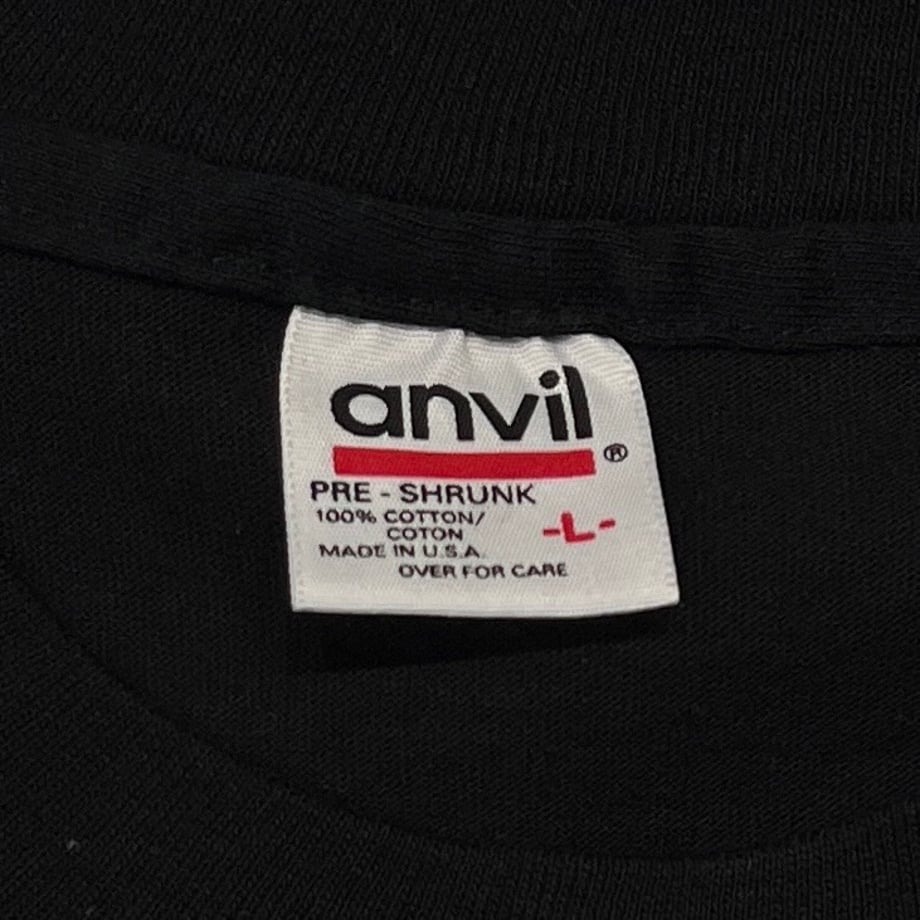 anvil®
PRE - SHRUNK
100% COTTON/
COTON -L-
MADE IN U.S.A.
OVER FOR CARE